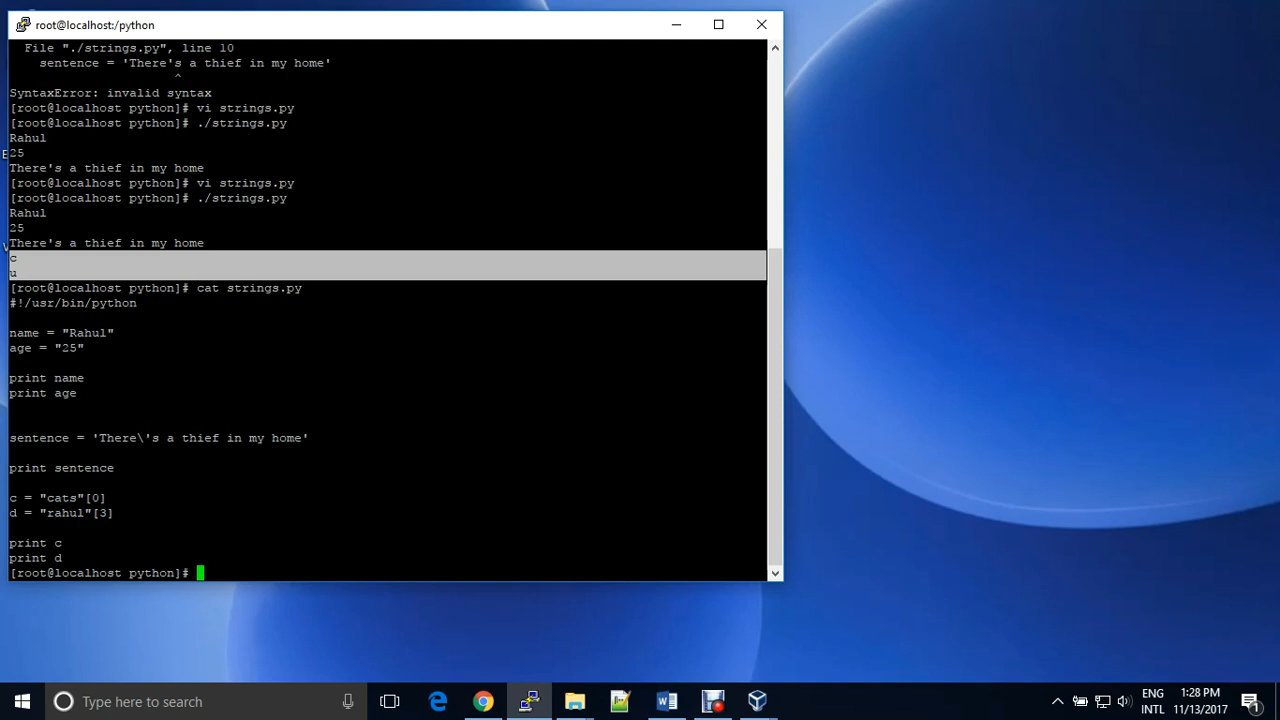 root@localhost:/python
File "./strings.py", line 10
sentence = 'There's a thief in my home'
^
SyntaxError: invalid syntax
[root@localhost python]# vi strings.py
[root@localhost python]# ./strings.py
Rahul
25
There's a thief in my home
[root@localhost python]# vi strings.py
[root@localhost python]# ./strings.py
Rahul
25
There's a thief in my home
c
u
[root@localhost python]# cat strings.py
#!/usr/bin/python
name = "Rahul"
age = "25"
print name
print age
sentence = 'There\'s a thief in my home'
print sentence
c = "cats"[0]
d = "rahul"[3]
print c
print d
[root@localhost python]#
Type here to search
ENG
INTL
1:28 PM
11/13/2017
1